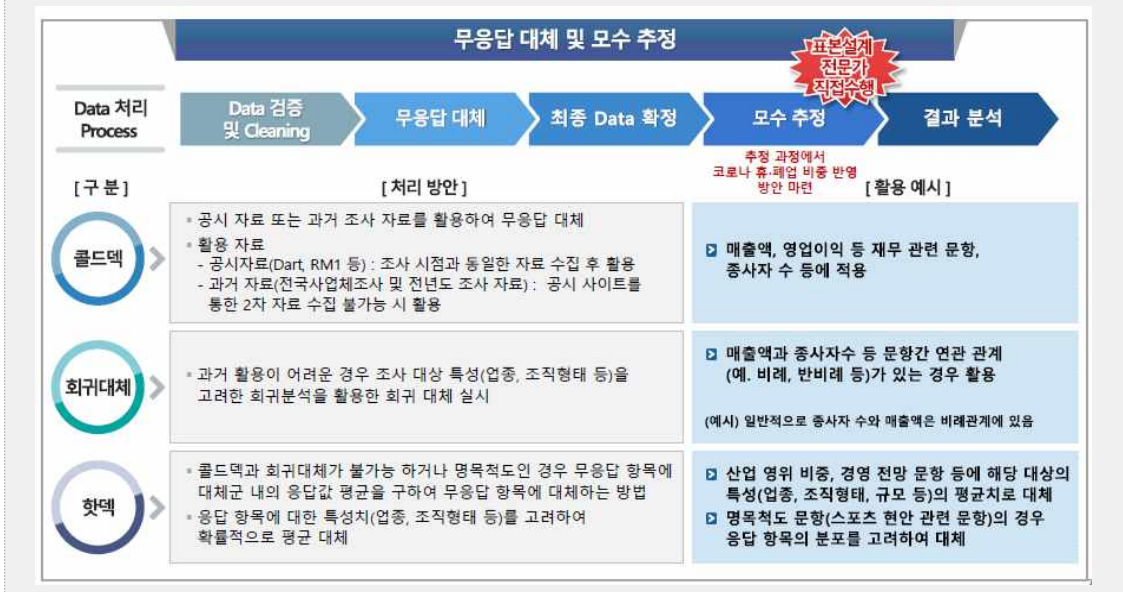 무응답 대체 및 모수 추정
표본설계
전문가
직접수행
Data 처리
Process
Data 검증
및 Cleaning
무응답 대체
최종 Data 확정
모수 추정
결과 분석
추정 과정에서
코로나 휴·폐업 비중 반영
방안 마련
[ 구 분 ]
[ 처리 방안 ]
[ 활용 예시 ]
콜드덱
▪ 공시 자료 또는 과거 조사 자료를 활용하여 무응답 대체
▪ 활용 자료
- 공시자료(Dart, RM1 등) : 조사 시점과 동일한 자료 수집 후 활용
- 과거 자료(전국사업체조사 및 전년도 조사 자료) : 공시 사이트를
통한 2차 자료 수집 불가능 시 활용
매출액, 영업이익 등 재무 관련 문항,
종사자 수 등에 적용
회귀대체
▪ 과거 활용이 어려운 경우 조사 대상 특성(업종, 조직형태 등)을
고려한 회귀분석을 활용한 회귀 대체 실시
매출액과 종사자수 등 문항간 연관 관계
(예. 비례, 반비례 등)가 있는 경우 활용
(예시) 일반적으로 종사자 수와 매출액은 비례관계에 있음
핫덱
▪ 콜드덱과 회귀대체가 불가능 하거나 명목척도인 경우 무응답 항목에
대체군 내의 응답값 평균을 구하여 무응답 항목에 대체하는 방법
▪ 응답 항목에 대한 특성치(업종, 조직형태 등)를 고려하여
확률적으로 평균 대체
산업 영위 비중, 경영 전망 문항 등에 해당 대상의
특성(업종, 조직형태, 규모 등)의 평균치로 대체
명목척도 문항(스포츠 현안 관련 문항)의 경우
응답 항목의 분포를 고려하여 대체